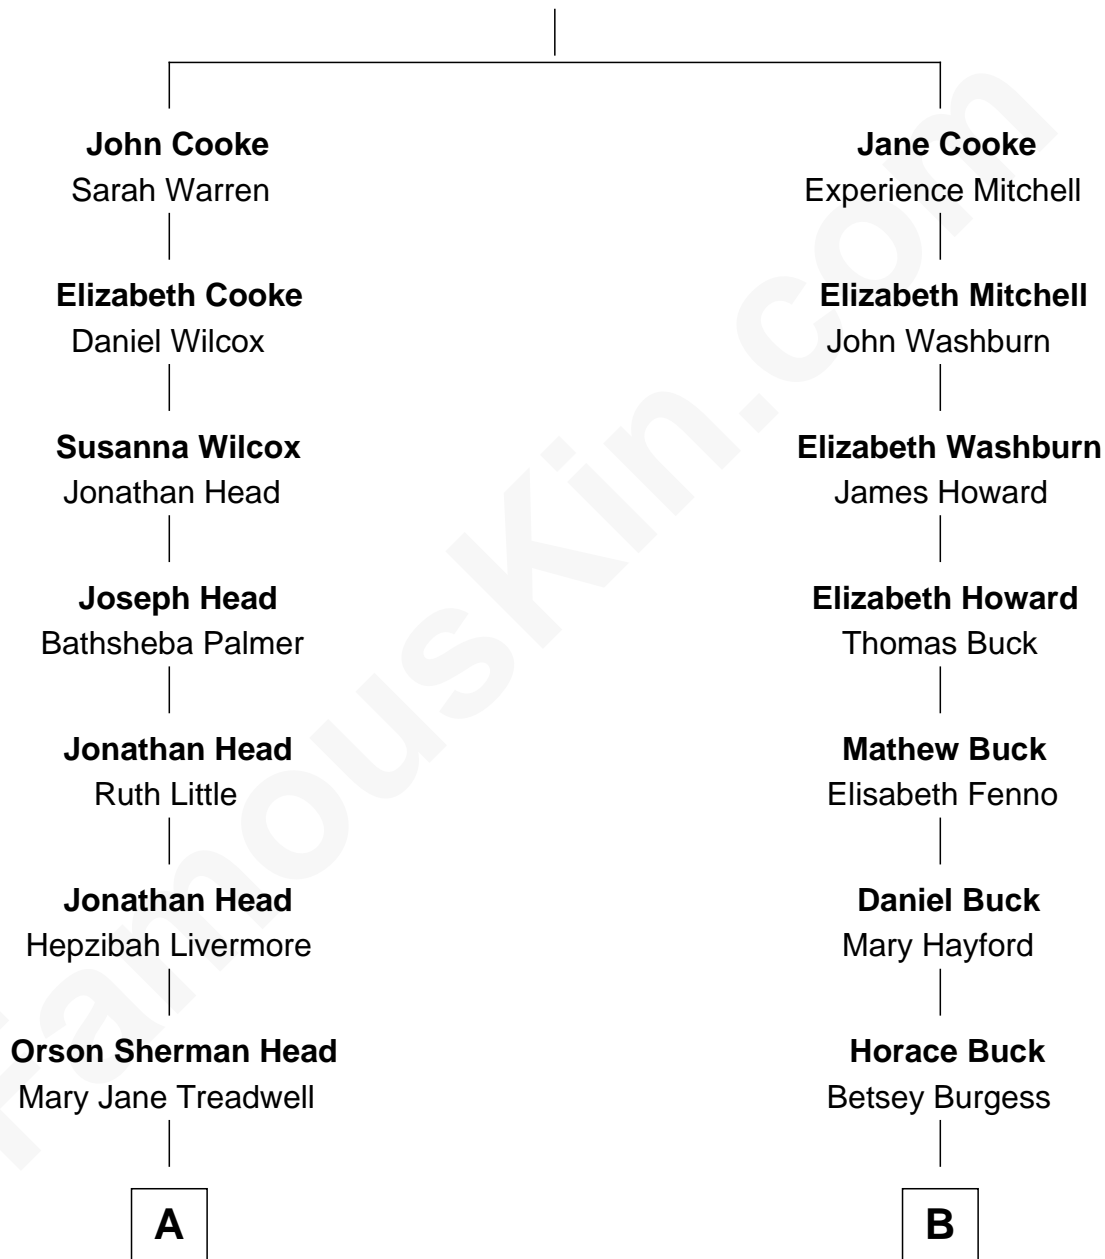 John Cooke
Sarah Warren
Elizabeth Cooke
Daniel Wilcox
Susanna Wilcox
Jonathan Head
Joseph Head
Bathsheba Palmer
Jonathan Head
Ruth Little
Jonathan Head
Hepzibah Livermore
Orson Sherman Head
Mary Jane Treadwell
A
Jane Cooke
Experience Mitchell
Elizabeth Mitchell
John Washburn
Elizabeth Washburn
James Howard
Elizabeth Howard
Thomas Buck
Mathew Buck
Elisabeth Fenno
Daniel Buck
Mary Hayford
Horace Buck
Betsey Burgess
B
FamousKin.com